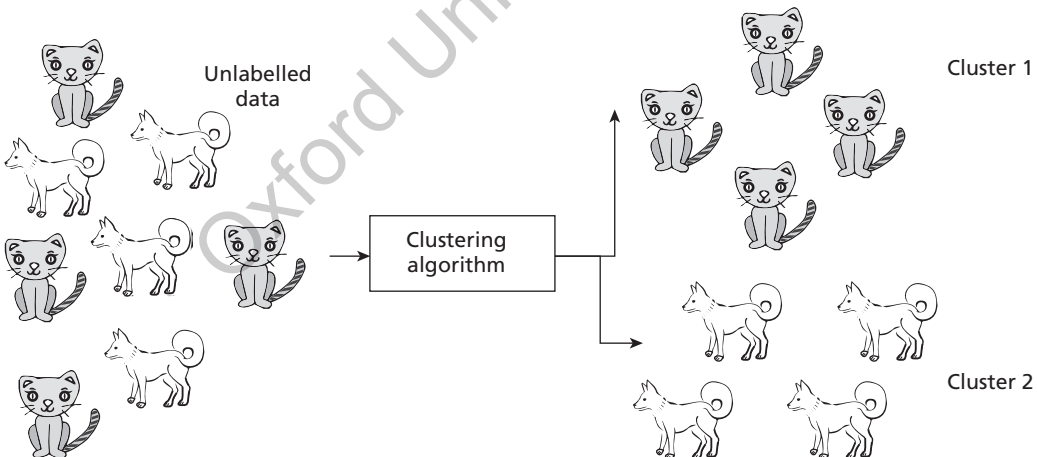 Unlabelled
data
Oxford Uni
Clustering
algorithm
Cluster 1
Cluster 2